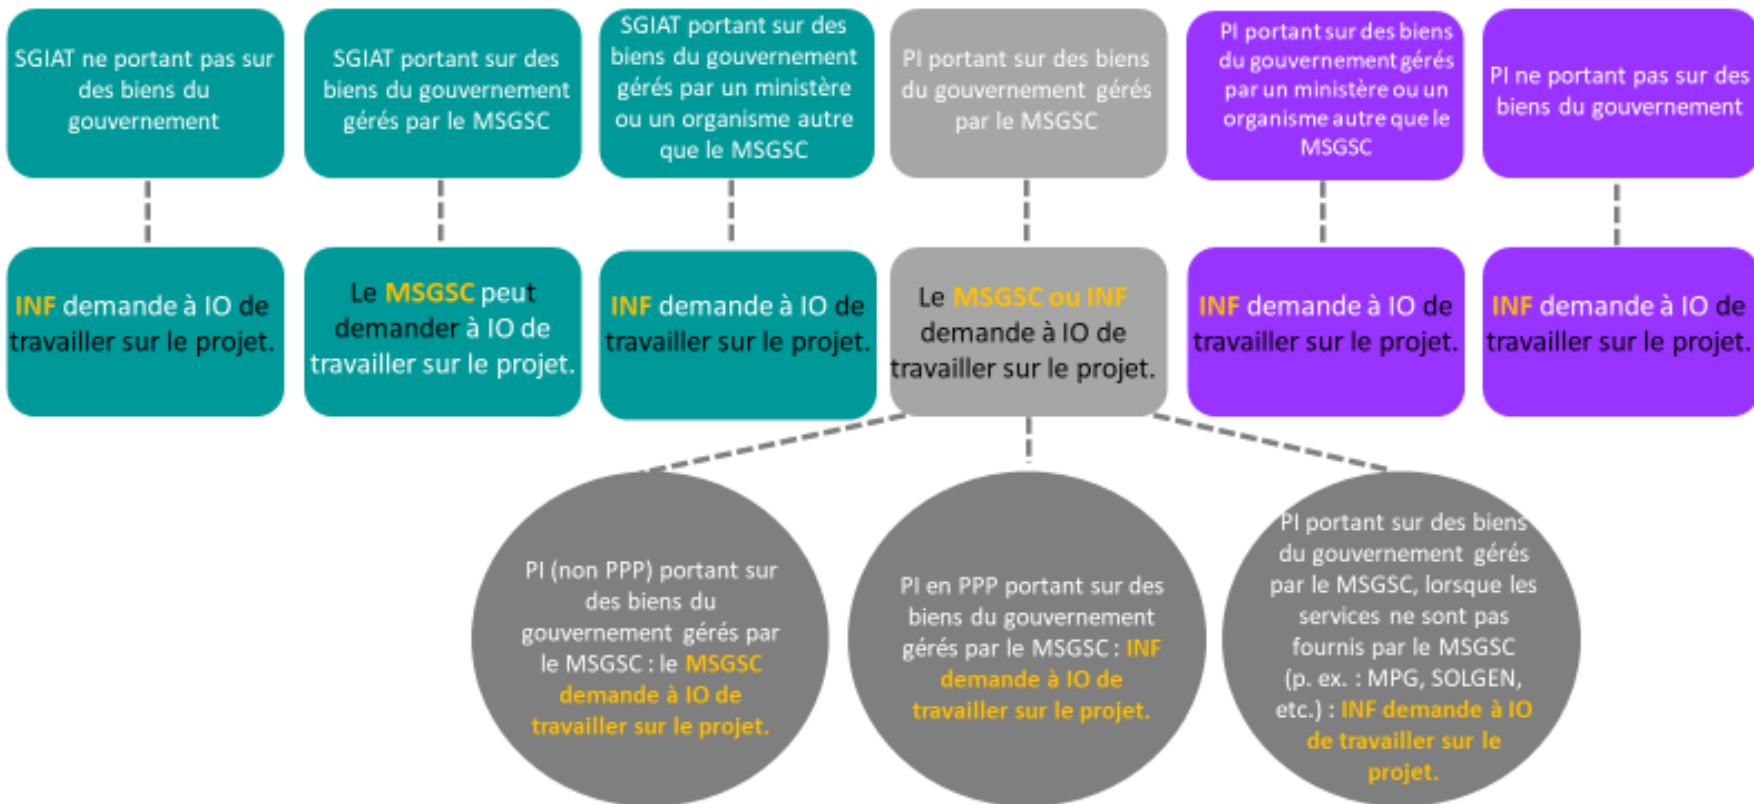 SGIAT ne portant pas sur
des biens du
gouvernement
SGIAT portant sur des
biens du gouvernement
gérés par le MSGSC
SGIAT portant sur des
biens du gouvernement
gérés par un ministère
ou un organisme autre
que le MSGSC
PI portant sur des biens
du gouvernement gérés
par le MSGSC
PI portant sur des biens
du gouvernement gérés
par un ministère ou un
organisme autre que le
MSGSC
PI ne portant pas sur des
biens du gouvernement
INF demande à IO de
travailler sur le projet.
Le MSGSC peut
demander à IO de
travailler sur le projet.
INF demande à IO de
travailler sur le projet.
Le MSGSC ou INF
demande à IO de
travailler sur le projet.
INF demande à IO de
travailler sur le projet.
INF demande à IO de
travailler sur le projet.
PI (non PPP) portant sur
des biens du
gouvernement gérés par
le MSGSC : le MSGSC
demande à IO de
travailler sur le projet.
PI en PPP portant sur des
biens du gouvernement
gérés par le MSGSC : INF
demande à IO de
travailler sur le projet.
PI portant sur des biens
du gouvernement gérés
par le MSGSC, lorsque les
services ne sont pas
fournis par le MSGSC
(p. ex. : MPG, SOLGEN,
etc.) : INF demande à IO
de travailler sur le
projet.